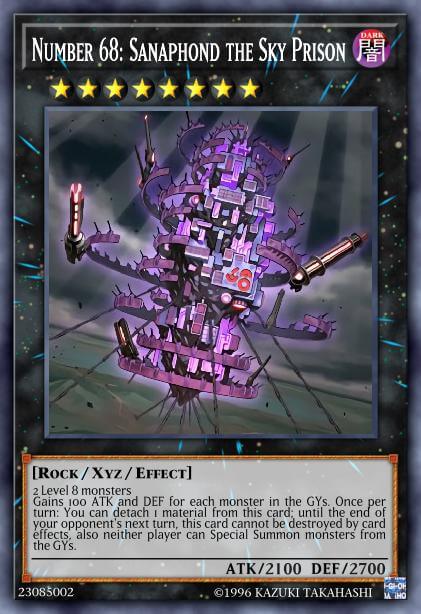 NUMBER 68: SANAPHOND THE SKY PRISON
DARK
闇
[ROCK / XYZ / EFFECT]
2 Level 8 monsters
Gains 100 ATK and DEF for each monster in the GYs. Once per
turn: You can detach 1 material from this card; until the end of
your opponent's next turn, this card cannot be destroyed by card
effects, also neither player can Special Summon monsters from
the GYs.
ATK/2100 DEF/2700
23085002
©1996 KAZUKI TAKAHASHI